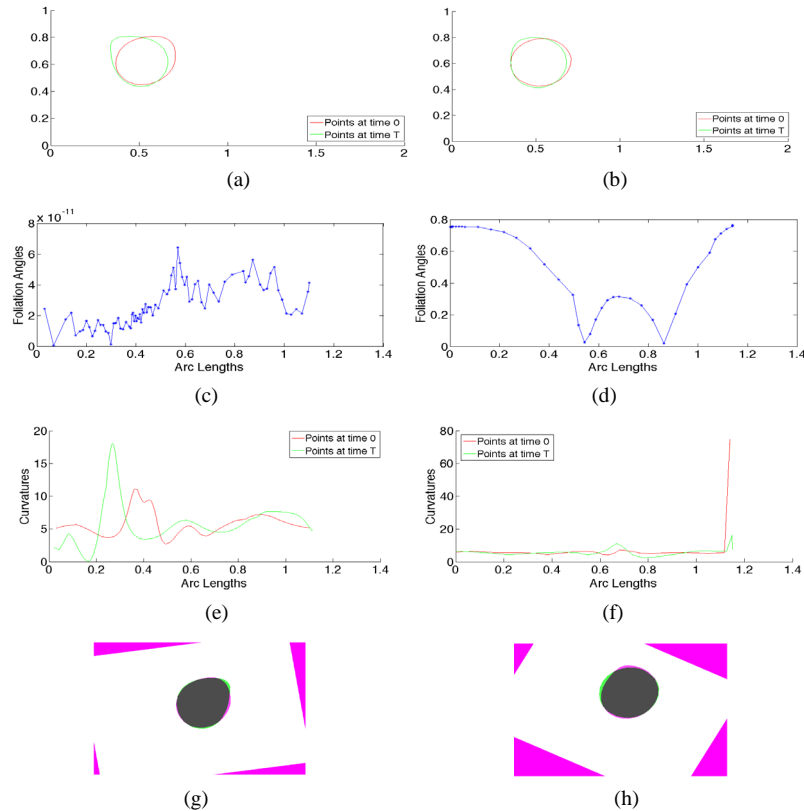 1
0.8
0.6
0.4
0.2
0
0 0.5 1 1.5 2
Points at time 0
Points at time T
(a)
1
0.8
0.6
0.4
0.2
0
0 0.5 1 1.5 2
Points at time 0
Points at time T
(b)
8 x 10-11
6
4
2
0
Foliation Angles
0 0.2 0.4 0.6 0.8 1 1.2 1.4
Arc Lengths
(c)
0.8
0.6
0.4
0.2
0
Foliation Angles
0 0.2 0.4 0.6 0.8 1 1.2 1.4
Arc Lengths
(d)
20
15
10
5
0
Curvatures
Points at time 0
Points at time T
0 0.2 0.4 0.6 0.8 1 1.2 1.4
Arc Lengths
(e)
80
60
40
20
0
Curvatures
Points at time 0
Points at time T
0 0.2 0.4 0.6 0.8 1 1.2 1.4
Arc Lengths
(f)
(g)
(h)